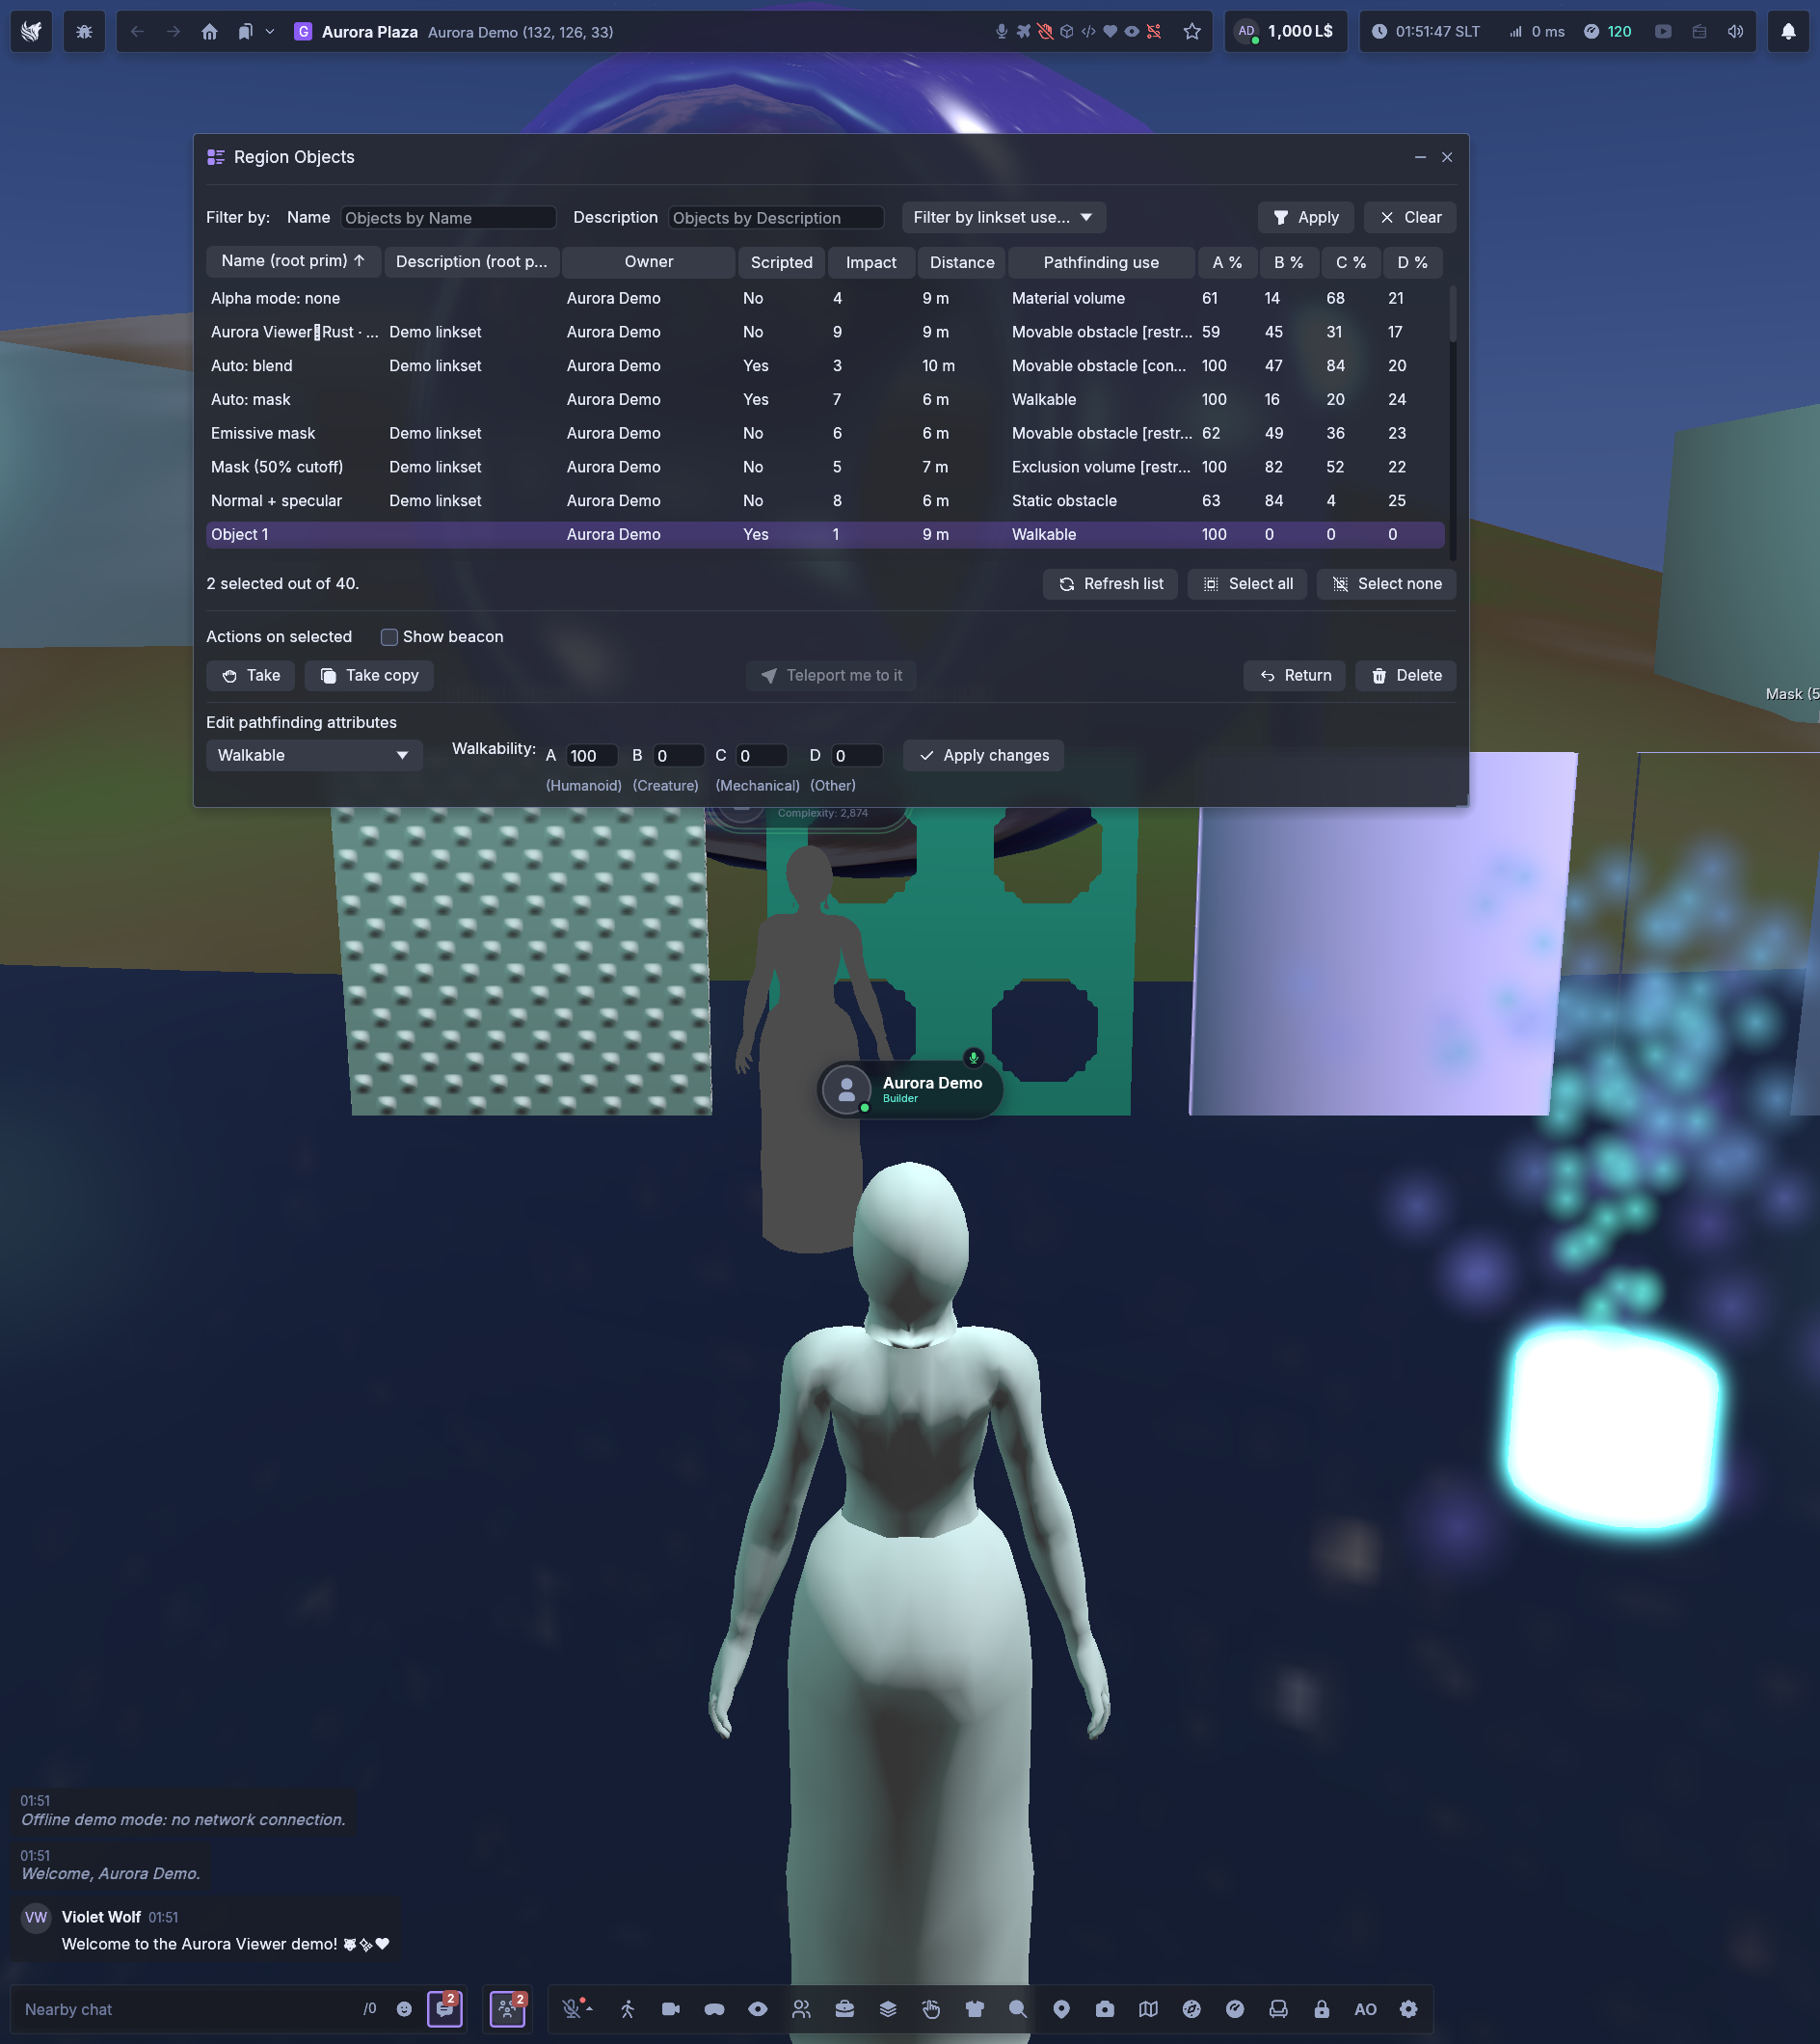 G Aurora Plaza Aurora Demo (132, 126, 33)
AD 1,000 L$
01:51:47 SLT 0 ms 120
Region Objects
Filter by: Name Objects by Name Description Objects by Description Filter by linkset use... Apply Clear
Name (root prim) ↑ Description (root p... Owner Scripted Impact Distance Pathfinding use A % B % C % D %
Alpha mode: none Aurora Demo No 4 9 m Material volume 61 14 68 21
Aurora Viewer▯Rust · ... Demo linkset Aurora Demo No 9 9 m Movable obstacle [restr... 59 45 31 17
Auto: blend Demo linkset Aurora Demo Yes 3 10 m Movable obstacle [con... 100 47 84 20
Auto: mask Aurora Demo Yes 7 6 m Walkable 100 16 20 24
Emissive mask Demo linkset Aurora Demo No 6 6 m Movable obstacle [restr... 62 49 36 23
Mask (50% cutoff) Demo linkset Aurora Demo No 5 7 m Exclusion volume [restr... 100 82 52 22
Normal + specular Demo linkset Aurora Demo No 8 6 m Static obstacle 63 84 4 25
Object 1 Aurora Demo Yes 1 9 m Walkable 100 0 0 0
2 selected out of 40. Refresh list Select all Select none
Actions on selected Show beacon
Take Take copy Teleport me to it Return Delete
Mask (5
Edit pathfinding attributes
Walkable Walkability: A 100 B 0 C 0 D 0 Apply changes
(Humanoid) (Creature) (Mechanical) (Other)
Complexity: 2,874
Aurora Demo
Builder
01:51
Offline demo mode: no network connection.
01:51
Welcome, Aurora Demo.
VW Violet Wolf 01:51
Welcome to the Aurora Viewer demo!
Nearby chat /0 2 2 AO